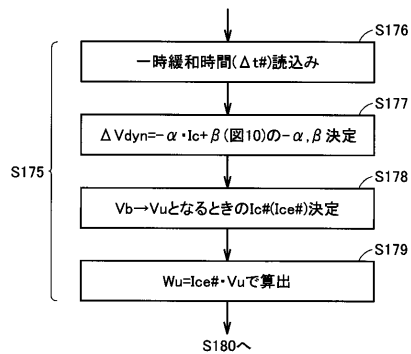 S176
一時緩和時間(Δt#)読込み
S177
ΔVdyn=-α・Ic+β(図10)の-α,β決定
S175
S178
Vb→VuとなるときのIc#(Ice#)決定
S179
Wu=Ice#・Vuで算出
S180へ